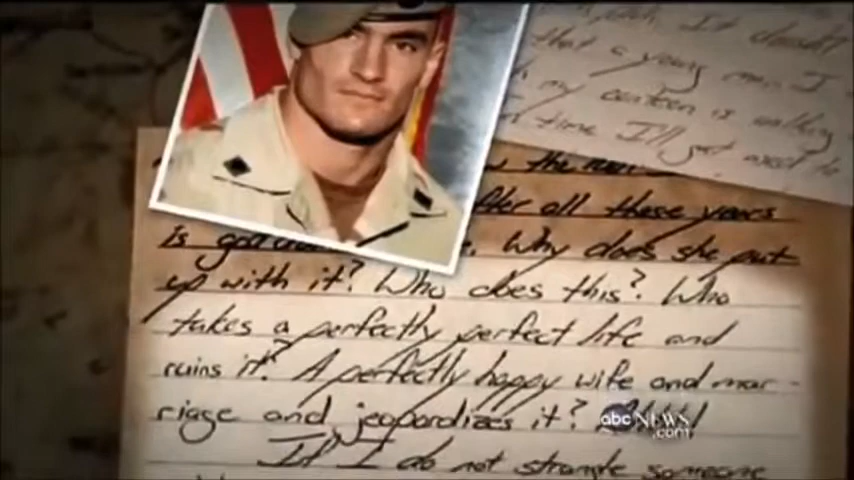 It doesn't
that a young man I
my canteen is walking
time I'll get used to
the
after all these years
is
Why does she put
up with it? Who does this? Who
takes a perfectly perfect life and
ruins it? A perfectly happy wife and mar-
riage and jeopardizes it?
abc NEWS
.com
If I do not strangle someone